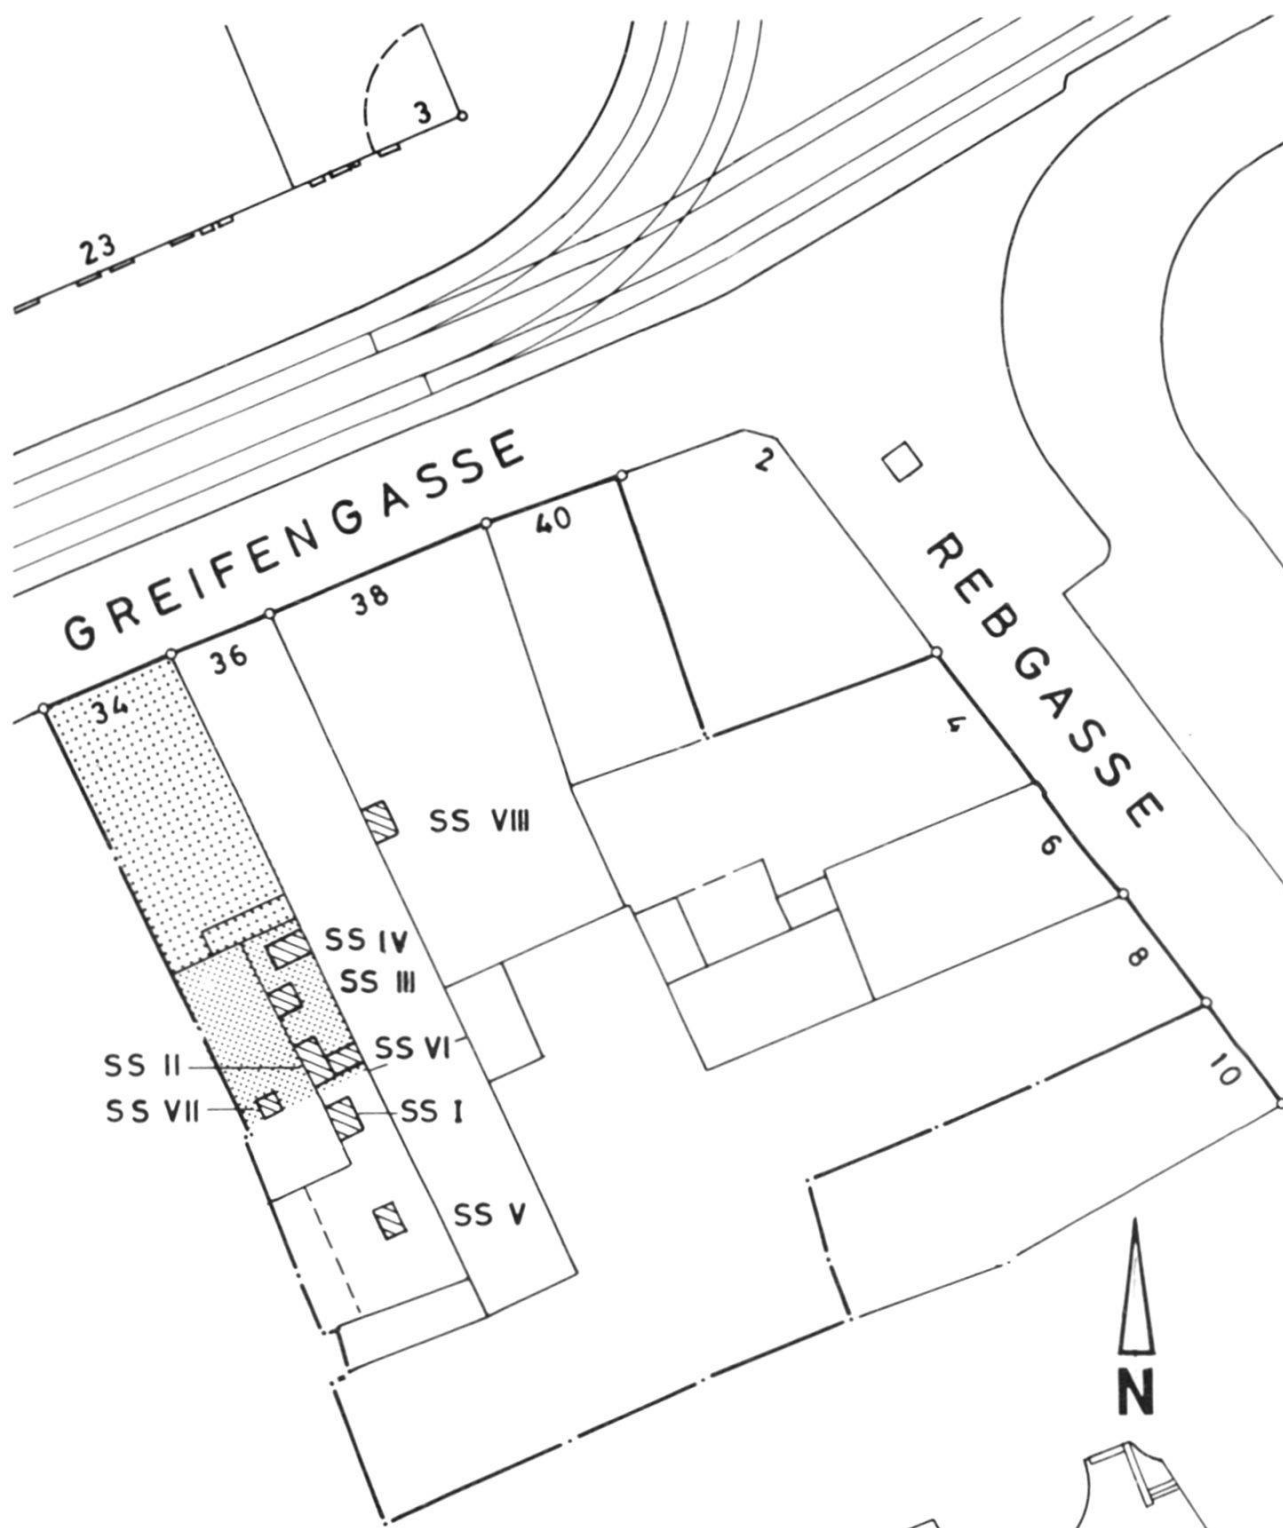 3
23
GREIFENGASSE
2
40
38
36
34
REBGASSE
4
6
8
10
SS VIII
SS IV
SS III
SS VI
SS II
SS VII
SS I
SS V
N